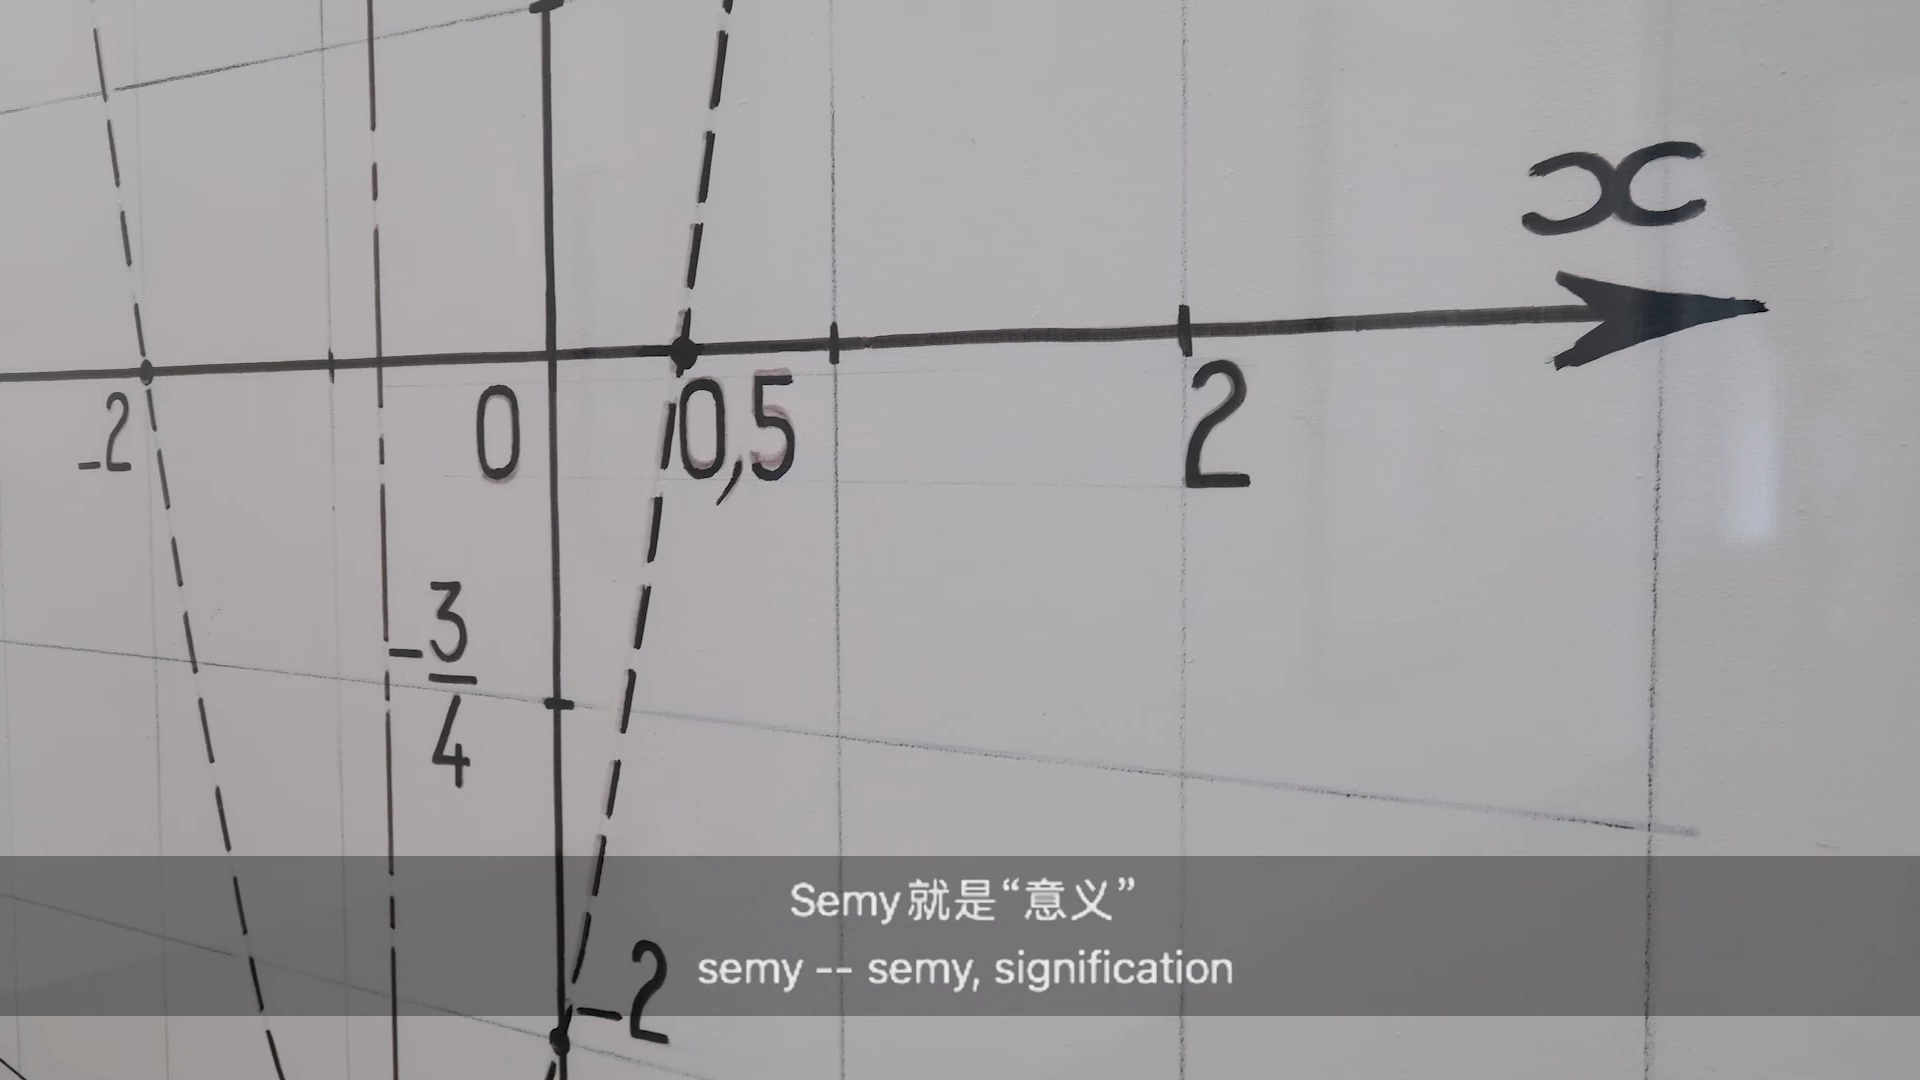 x
-2
0
0,5
2
-3/4
-2
Semy就是“意义”
semy -- semy, signification